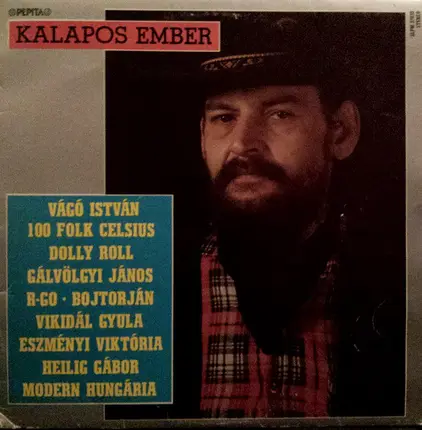 PEPITA
KALAPOS EMBER
VÁGÓ ISTVÁN
100 FOLK CELSIUS
DOLLY ROLL
GÁLVÖLGYI JÁNOS
R-GO · BOJTORJÁN
VIKIDÁL GYULA
ESZMÉNYI VIKTÓRIA
HEILIG GÁBOR
MODERN HUNGÁRIA